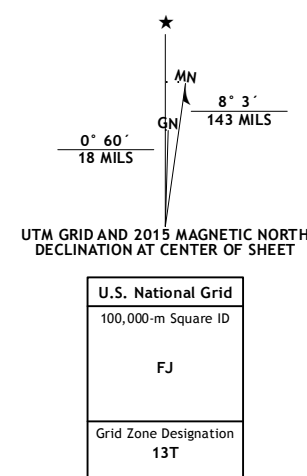 ★
MN
8° 3´
143 MILS
GN
0° 60´
18 MILS
UTM GRID AND 2015 MAGNETIC NORTH
DECLINATION AT CENTER OF SHEET
U.S. National Grid
100,000-m Square ID
FJ
Grid Zone Designation
13T